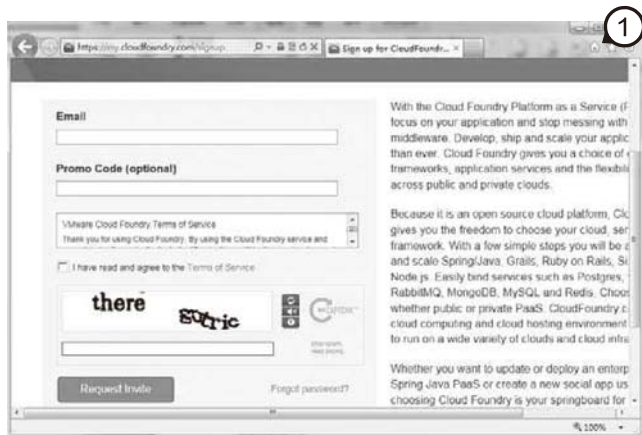 1
https://my.cloudfoundry.com/signup
Sign up for CloudFoundr...
Email
Promo Code (optional)
VMware Cloud Foundry Terms of Service
Thank you for using Cloud Foundry. By using the Cloud Foundry service and
I have read and agree to the Terms of Service
there
Request Invite Forgot password?
With the Cloud Foundry Platform as a Service (F
focus on your application and stop messing with
middleware. Develop, ship and scale your applic
than ever. Cloud Foundry gives you a choice of
frameworks, application services and the flexibili
across public and private clouds.
Because it is an open source cloud platform, Clo
gives you the freedom to choose your cloud, ser
framework. With a few simple steps you will be a
and scale Spring/Java, Grails, Ruby on Rails, Si
Node.js. Easily bind services such as Postgres,
RabbitMQ, MongoDB, MySQL and Redis. Choos
whether public or private PaaS. CloudFoundry c
cloud computing and cloud hosting environment
to run on a wide variety of clouds and cloud infra
Whether you want to update or deploy an enterp
Spring Java PaaS or create a new social app us
choosing Cloud Foundry is your springboard for
100%